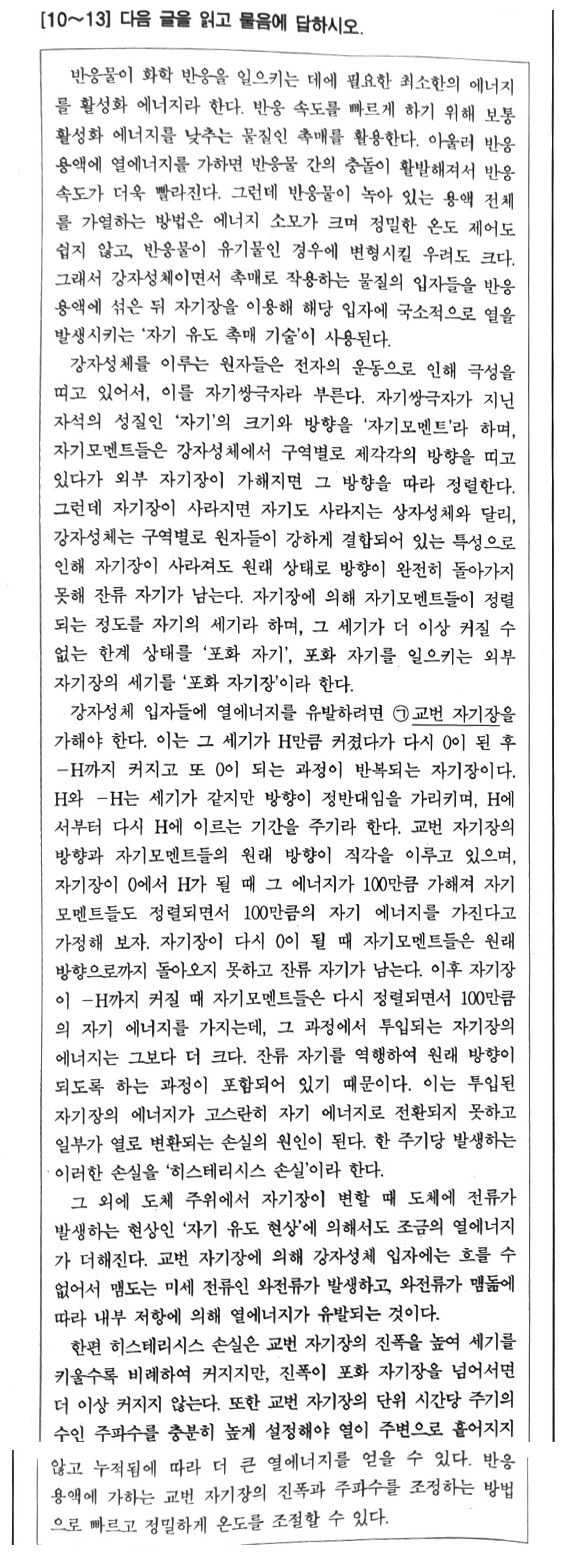 [10~13] 다음 글을 읽고 물음에 답하시오.
반응물이 화학 반응을 일으키는 데에 필요한 최소한의 에너지
를 활성화 에너지라 한다. 반응 속도를 빠르게 하기 위해 보통
활성화 에너지를 낮추는 물질인 촉매를 활용한다. 아울러 반응
용액에 열에너지를 가하면 반응물 간의 충돌이 활발해져서 반응
속도가 더욱 빨라진다. 그런데 반응물이 녹아 있는 용액 전체
를 가열하는 방법은 에너지 소모가 크며 정밀한 온도 제어도
쉽지 않고, 반응물이 유기물인 경우에 변형시킬 우려도 크다.
그래서 강자성체이면서 촉매로 작용하는 물질의 입자들을 반응
용액에 섞은 뒤 자기장을 이용해 해당 입자에 국소적으로 열을
발생시키는 ‘자기 유도 촉매 기술’이 사용된다.
강자성체를 이루는 원자들은 전자의 운동으로 인해 극성을
띠고 있어서, 이를 자기쌍극자라 부른다. 자기쌍극자가 지닌
자석의 성질인 ‘자기’의 크기와 방향을 ‘자기모멘트’라 하며,
자기모멘트들은 강자성체에서 구역별로 제각각의 방향을 띠고
있다가 외부 자기장이 가해지면 그 방향을 따라 정렬한다.
그런데 자기장이 사라지면 자기도 사라지는 상자성체와 달리,
강자성체는 구역별로 원자들이 강하게 결합되어 있는 특성으로
인해 자기장이 사라져도 원래 상태로 방향이 완전히 돌아가지
못해 잔류 자기가 남는다. 자기장에 의해 자기모멘트들이 정렬
되는 정도를 자기의 세기라 하며, 그 세기가 더 이상 커질 수
없는 한계 상태를 ‘포화 자기’, 포화 자기를 일으키는 외부
자기장의 세기를 ‘포화 자기장’이라 한다.
강자성체 입자들에 열에너지를 유발하려면 ㉠교번 자기장을
가해야 한다. 이는 그 세기가 H만큼 커졌다가 다시 0이 된 후
－H까지 커지고 또 0이 되는 과정이 반복되는 자기장이다.
H와 －H는 세기가 같지만 방향이 정반대임을 가리키며, H에
서부터 다시 H에 이르는 기간을 주기라 한다. 교번 자기장의
방향과 자기모멘트들의 원래 방향이 직각을 이루고 있으며,
자기장이 0에서 H가 될 때 그 에너지가 100만큼 가해져 자기
모멘트들도 정렬되면서 100만큼의 자기 에너지를 가진다고
가정해 보자. 자기장이 다시 0이 될 때 자기모멘트들은 원래
방향으로까지 돌아오지 못하고 잔류 자기가 남는다. 이후 자기장
이 －H까지 커질 때 자기모멘트들은 다시 정렬되면서 100만큼
의 자기 에너지를 가지는데, 그 과정에서 투입되는 자기장의
에너지는 그보다 더 크다. 잔류 자기를 역행하여 원래 방향이
되도록 하는 과정이 포함되어 있기 때문이다. 이는 투입된
자기장의 에너지가 고스란히 자기 에너지로 전환되지 못하고
일부가 열로 변환되는 손실의 원인이 된다. 한 주기당 발생하는
이러한 손실을 ‘히스테리시스 손실’이라 한다.
그 외에 도체 주위에서 자기장이 변할 때 도체에 전류가
발생하는 현상인 ‘자기 유도 현상’에 의해서도 조금의 열에너지
가 더해진다. 교번 자기장에 의해 강자성체 입자에는 흐를 수
없어서 맴도는 미세 전류인 와전류가 발생하고, 와전류가 맴돎에
따라 내부 저항에 의해 열에너지가 유발되는 것이다.
한편 히스테리시스 손실은 교번 자기장의 진폭을 높여 세기를
키울수록 비례하여 커지지만, 진폭이 포화 자기장을 넘어서면
더 이상 커지지 않는다. 또한 교번 자기장의 단위 시간당 주기의
수인 주파수를 충분히 높게 설정해야 열이 주변으로 흩어지지
않고 누적됨에 따라 더 큰 열에너지를 얻을 수 있다. 반응
용액에 가하는 교번 자기장의 진폭과 주파수를 조정하는 방법
으로 빠르고 정밀하게 온도를 조절할 수 있다.